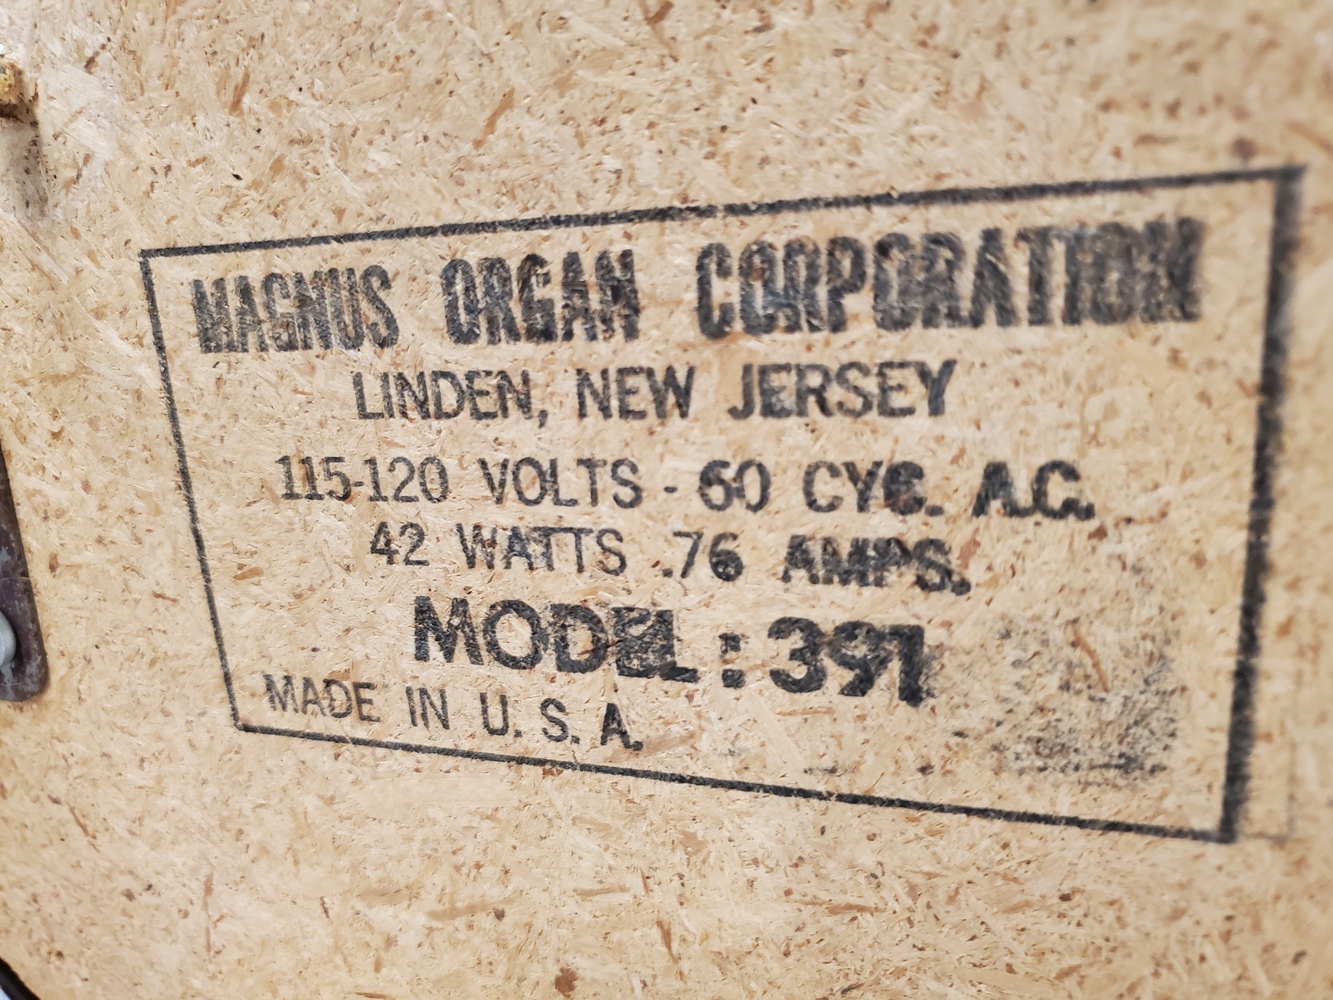 MAGNUS ORGAN CORPORATION
LINDEN, NEW JERSEY
115-120 VOLTS - 60 CYC. A.C.
42 WATTS .76 AMPS.
MODEL : 391
MADE IN U. S. A.